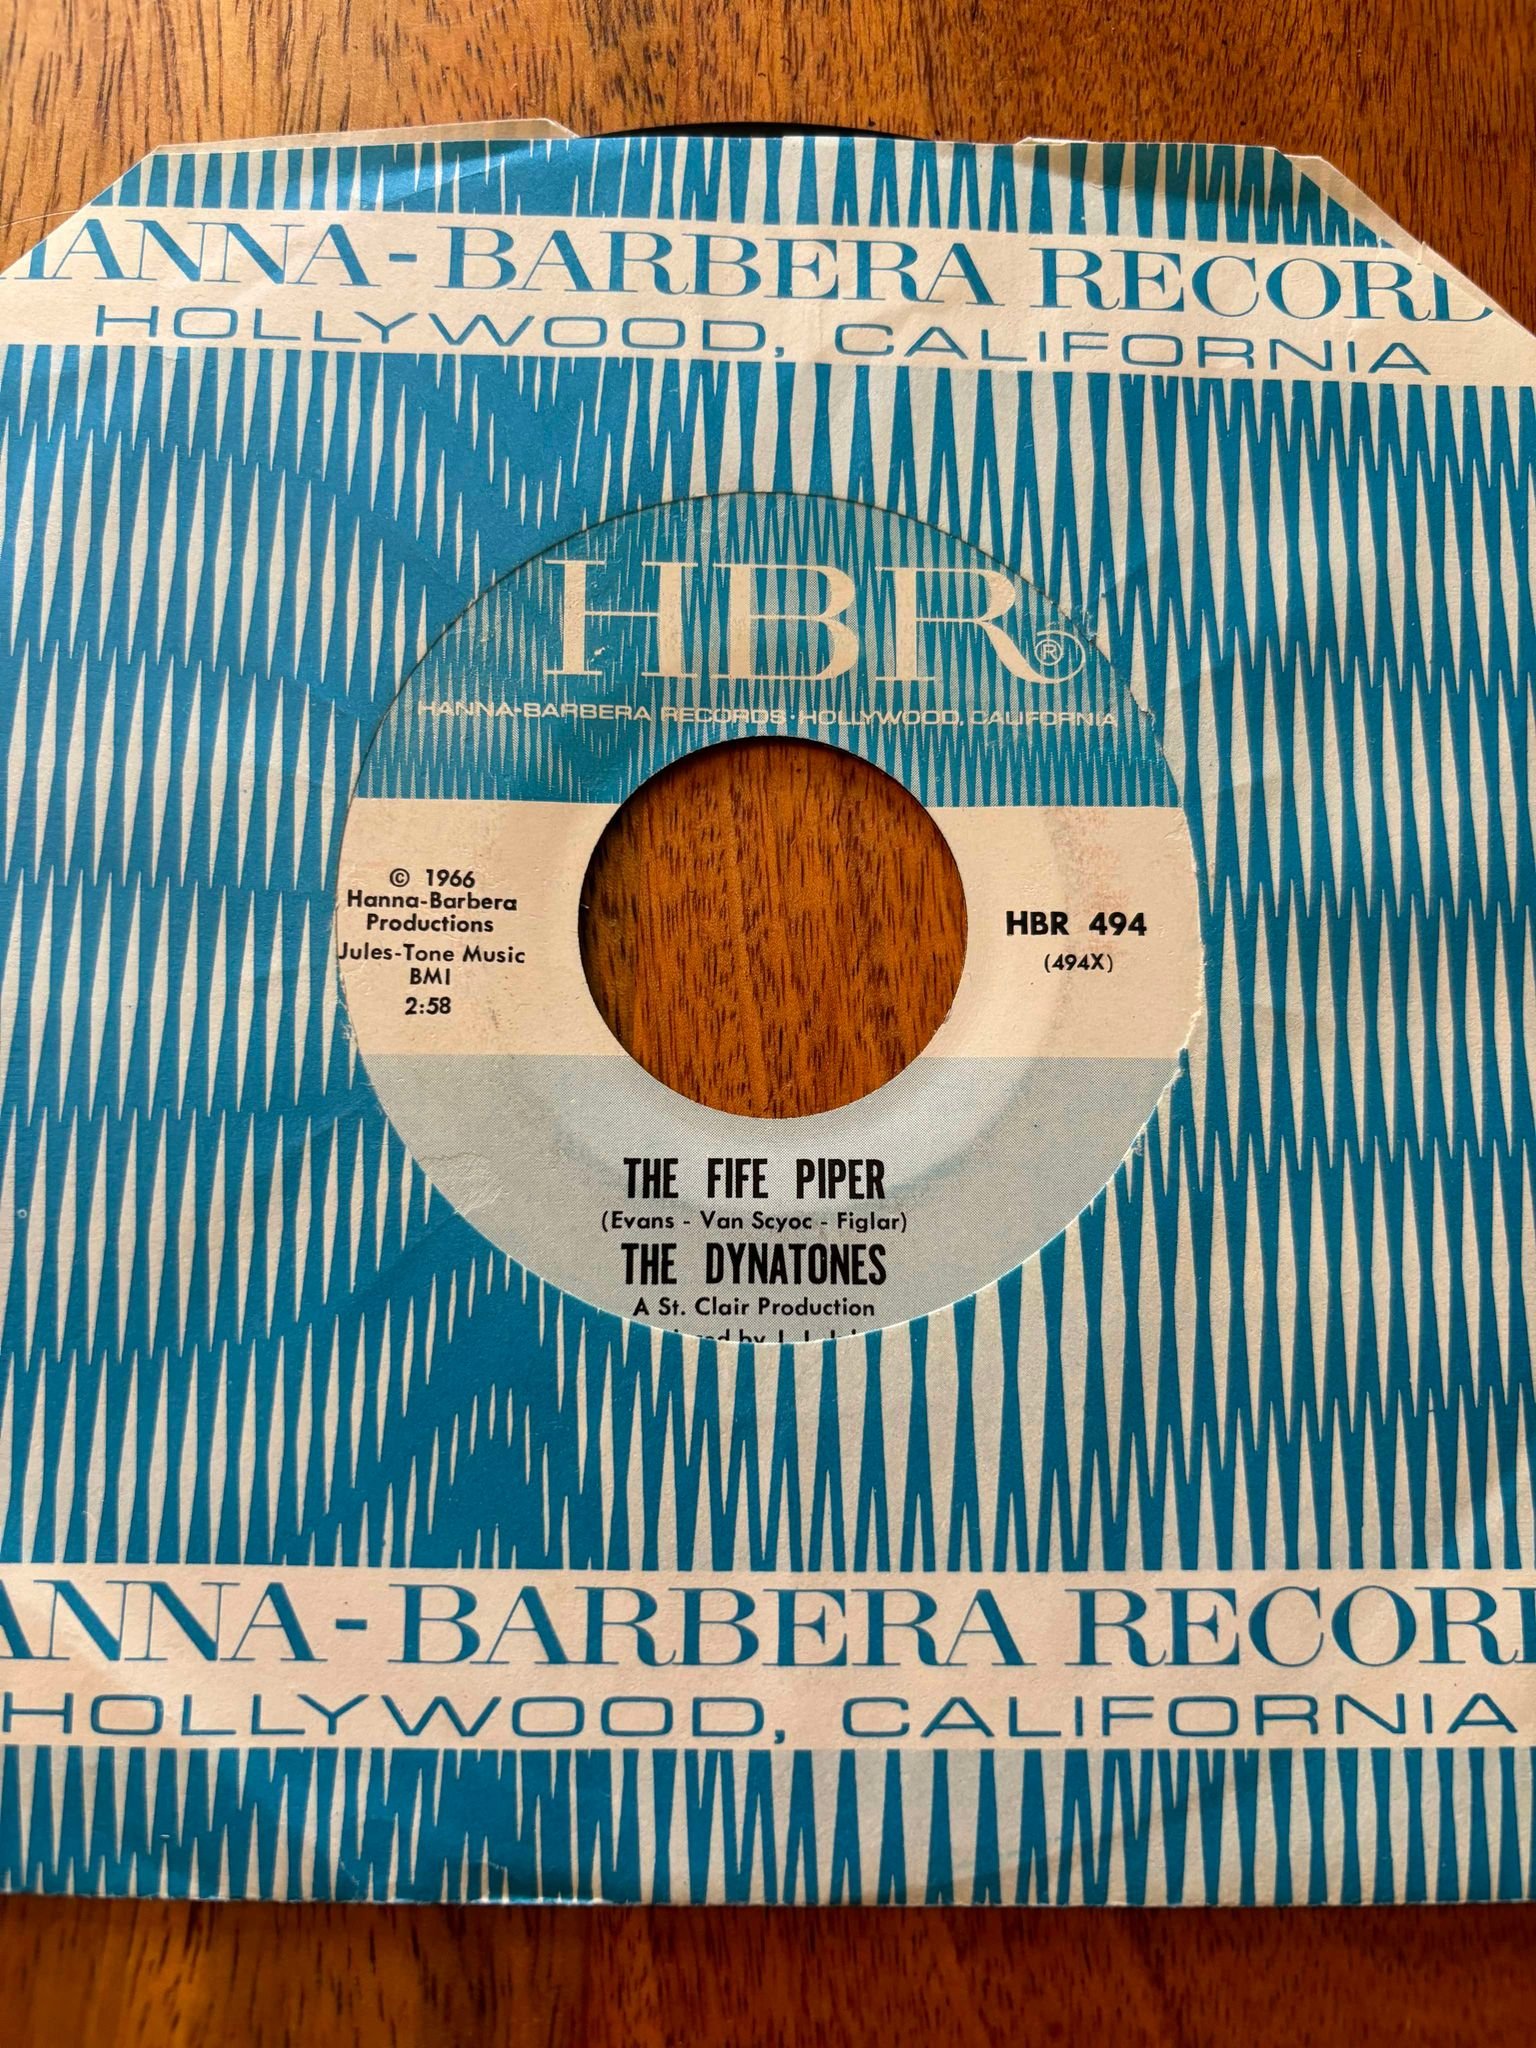 ANNA-BARBERA RECORD
HOLLYWOOD, CALIFORNIA
HBR®
HANNA-BARBERA RECORDS·HOLLYWOOD, CALIFORNIA
© 1966
Hanna-Barbera
Productions
Jules-Tone Music
BMI
2:58
HBR 494
(494X)
THE FIFE PIPER
(Evans - Van Scyoc - Figlar)
THE DYNATONES
A St. Clair Production
by
ANNA-BARBERA RECOR
HOLLYWOOD, CALIFORNIA